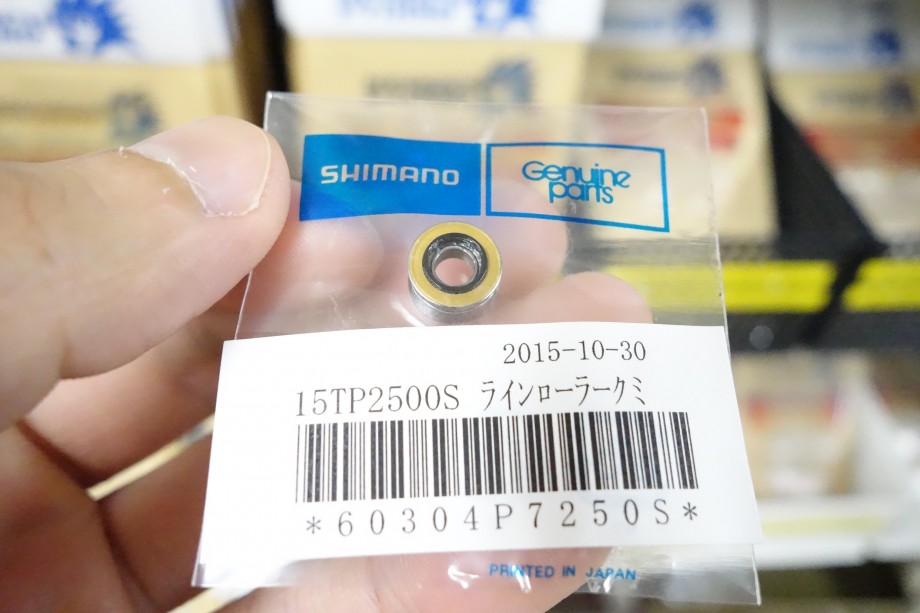 SHIMANO
Genuine
parts
2015-10-30
15TP2500S ラインローラークミ
*60304P7250S*
PRINTED IN JAPAN